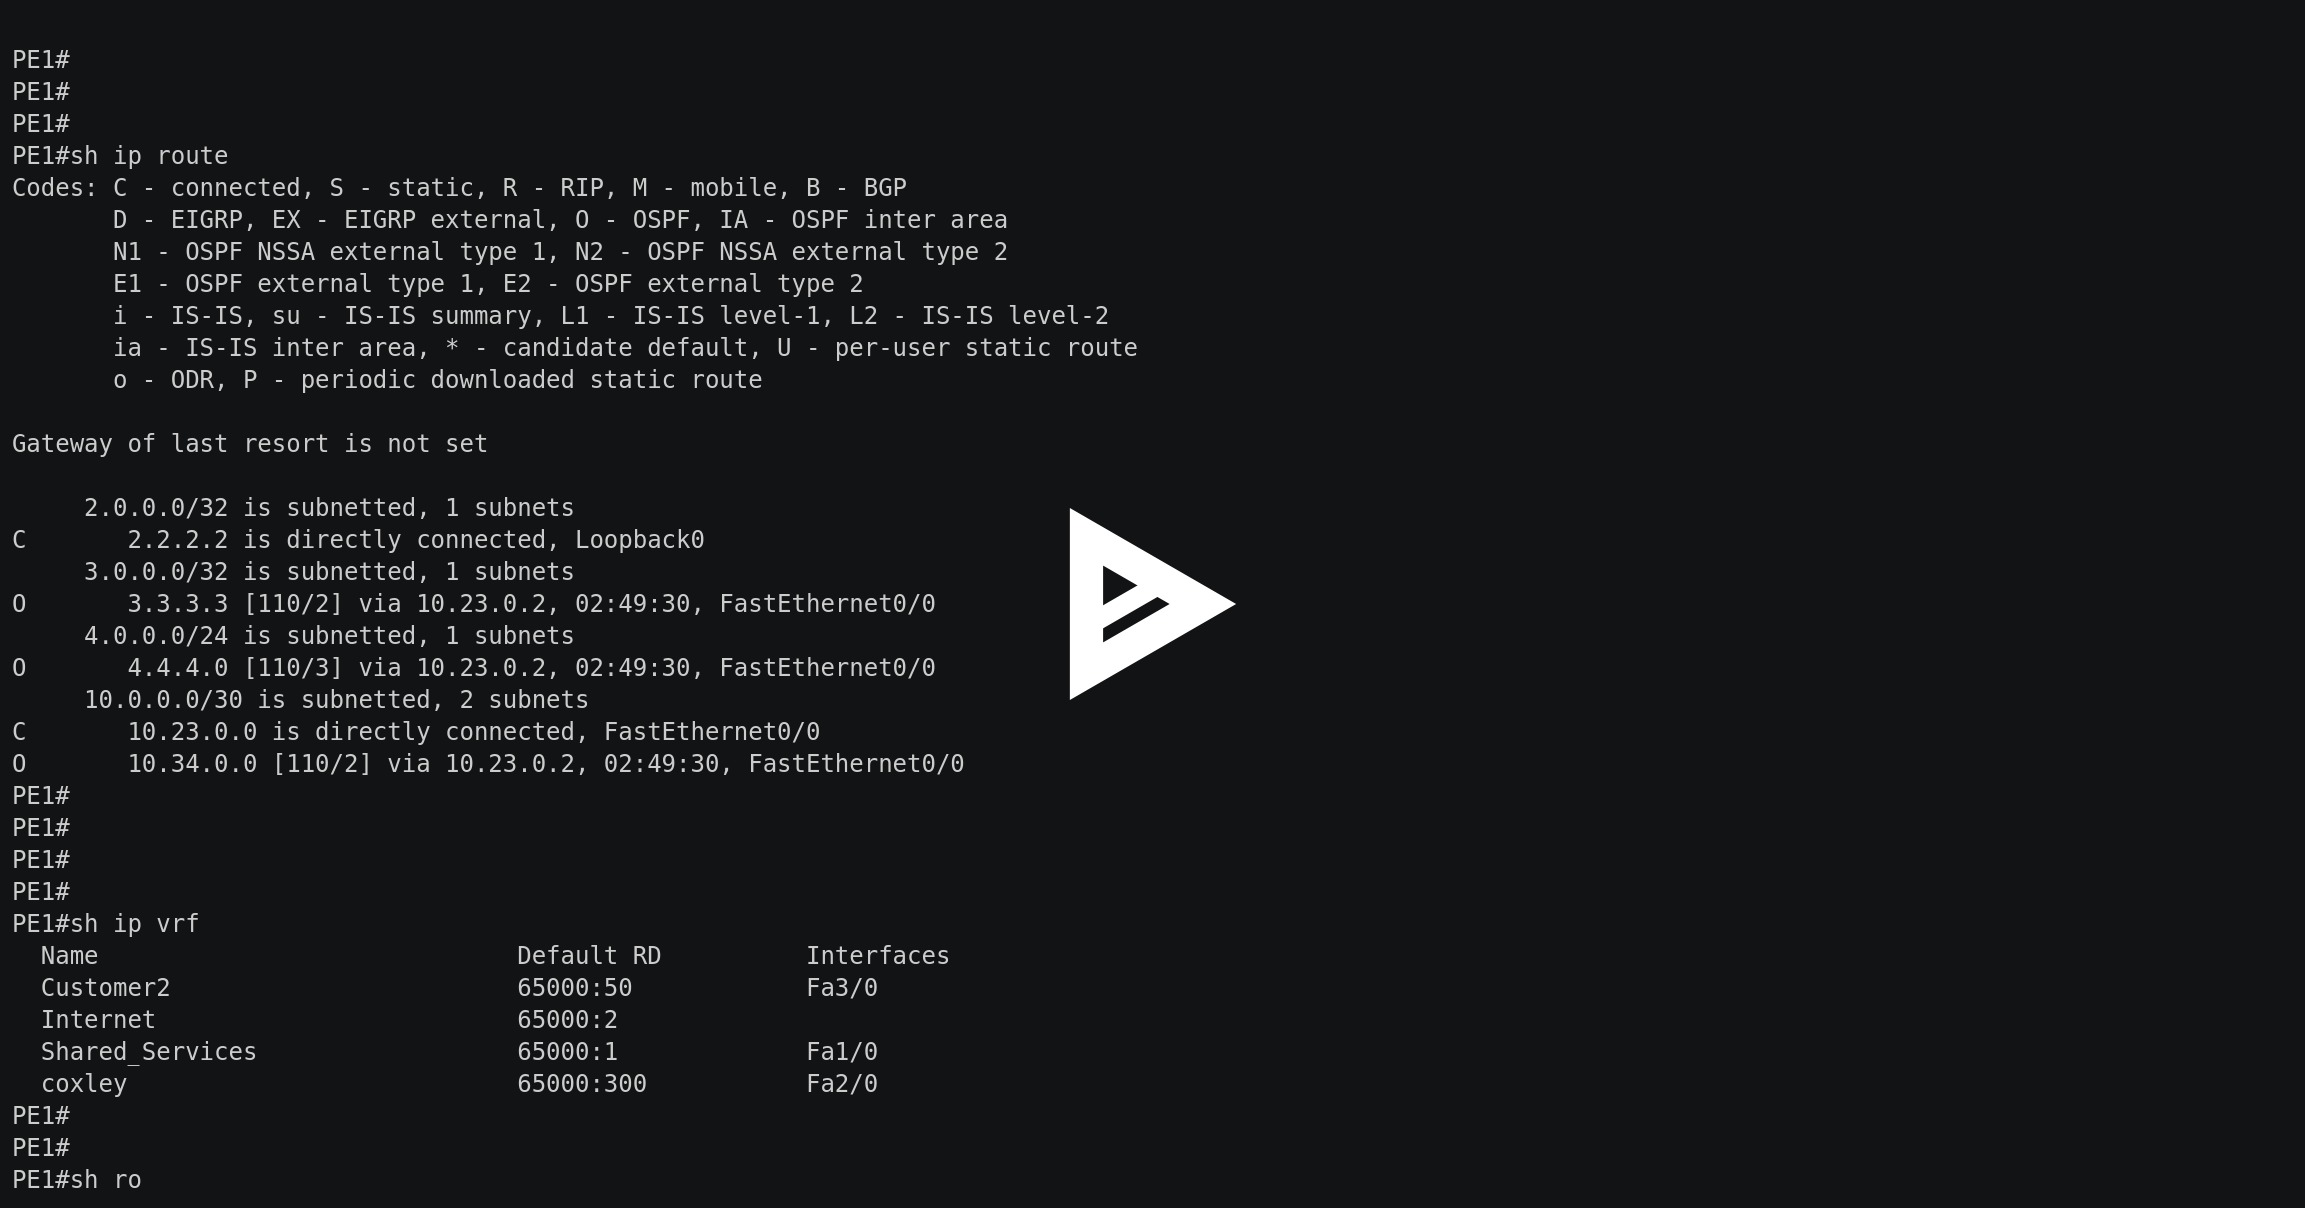 PE1#
PE1#
PE1#
PE1#sh ip route
Codes: C - connected, S - static, R - RIP, M - mobile, B - BGP
       D - EIGRP, EX - EIGRP external, O - OSPF, IA - OSPF inter area
       N1 - OSPF NSSA external type 1, N2 - OSPF NSSA external type 2
       E1 - OSPF external type 1, E2 - OSPF external type 2
       i - IS-IS, su - IS-IS summary, L1 - IS-IS level-1, L2 - IS-IS level-2
       ia - IS-IS inter area, * - candidate default, U - per-user static route
       o - ODR, P - periodic downloaded static route

Gateway of last resort is not set

     2.0.0.0/32 is subnetted, 1 subnets
C       2.2.2.2 is directly connected, Loopback0
     3.0.0.0/32 is subnetted, 1 subnets
O       3.3.3.3 [110/2] via 10.23.0.2, 02:49:30, FastEthernet0/0
     4.0.0.0/24 is subnetted, 1 subnets
O       4.4.4.0 [110/3] via 10.23.0.2, 02:49:30, FastEthernet0/0
     10.0.0.0/30 is subnetted, 2 subnets
C       10.23.0.0 is directly connected, FastEthernet0/0
O       10.34.0.0 [110/2] via 10.23.0.2, 02:49:30, FastEthernet0/0
PE1#
PE1#
PE1#
PE1#
PE1#sh ip vrf
  Name                             Default RD          Interfaces
  Customer2                        65000:50            Fa3/0
  Internet                         65000:2
  Shared_Services                  65000:1             Fa1/0
  coxley                           65000:300           Fa2/0
PE1#
PE1#
PE1#sh ro